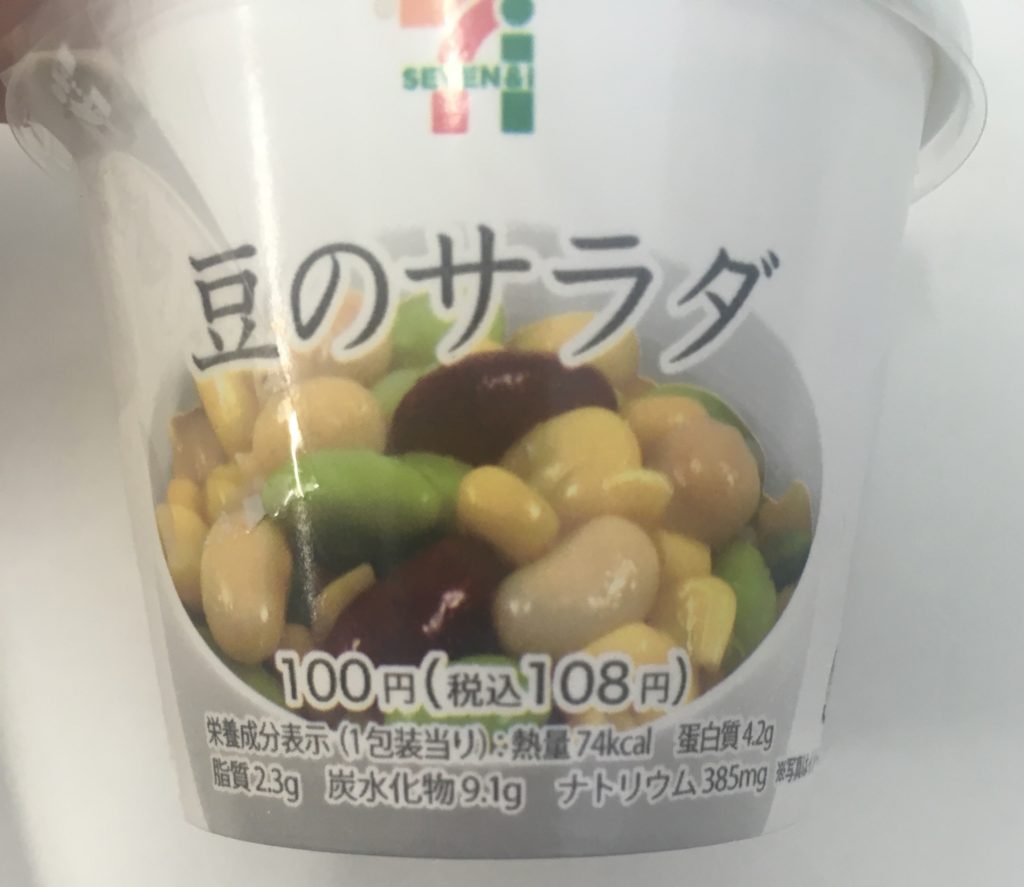 SEVEN&i
豆のサラダ
100円(税込108円)
栄養成分表示(1包装当り):熱量74kcal 蛋白質4.2g
脂質2.3g 炭水化物9.1g ナトリウム385mg ※写真は